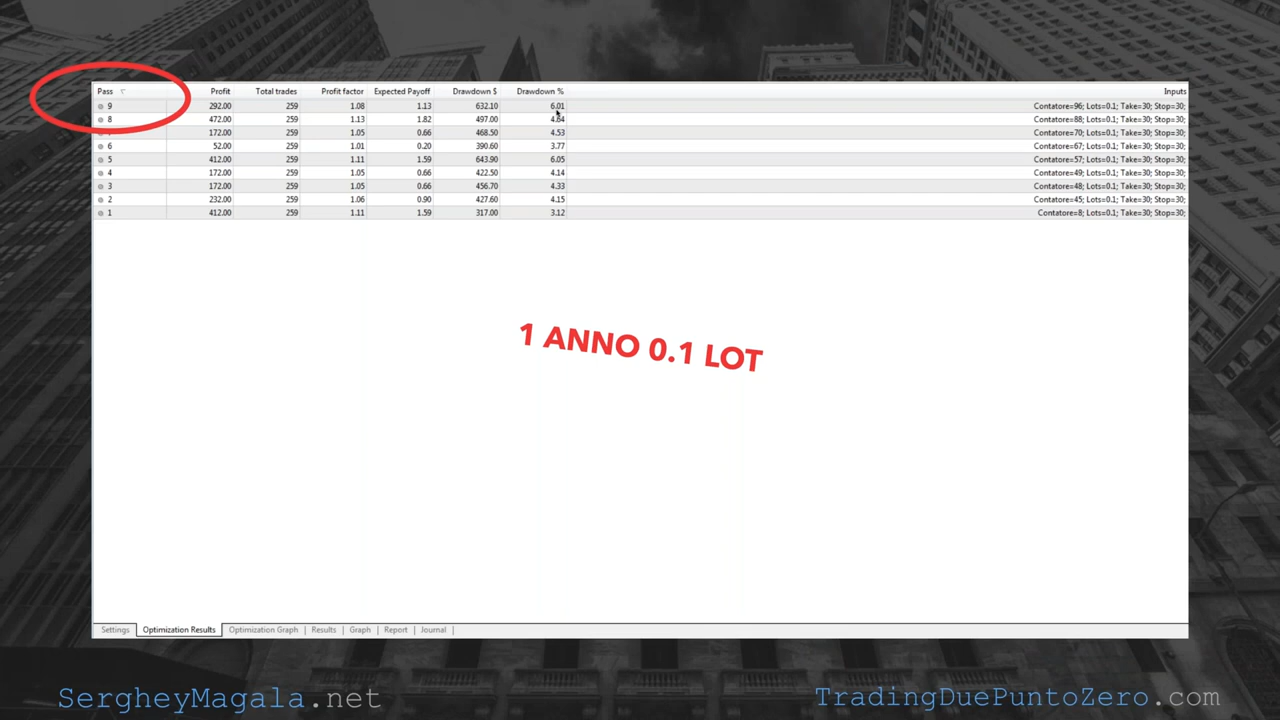 Pass Profit Total trades Profit factor Expected Payoff Drawdown $ Drawdown % Inputs
9 292.00 259 1.08 1.13 632.10 6.01 Contatore=96; Lots=0.1; Take=30; Stop=30;
8 472.00 259 1.13 1.82 497.00 4.84 Contatore=88; Lots=0.1; Take=30; Stop=30;
172.00 259 1.05 0.66 468.50 4.53 Contatore=70; Lots=0.1; Take=30; Stop=30;
6 52.00 259 1.01 0.20 390.60 3.77 Contatore=67; Lots=0.1; Take=30; Stop=30;
5 412.00 259 1.11 1.59 643.90 6.05 Contatore=57; Lots=0.1; Take=30; Stop=30;
4 172.00 259 1.05 0.66 422.50 4.14 Contatore=49; Lots=0.1; Take=30; Stop=30;
3 172.00 259 1.05 0.66 456.70 4.33 Contatore=48; Lots=0.1; Take=30; Stop=30;
2 232.00 259 1.06 0.90 427.60 4.15 Contatore=45; Lots=0.1; Take=30; Stop=30;
1 412.00 259 1.11 1.59 317.00 3.12 Contatore=8; Lots=0.1; Take=30; Stop=30;
1 ANNO 0.1 LOT
Settings | Optimization Results | Optimization Graph | Results | Graph | Report | Journal |
SergheyMagala.net
TradingDuePuntoZero.com